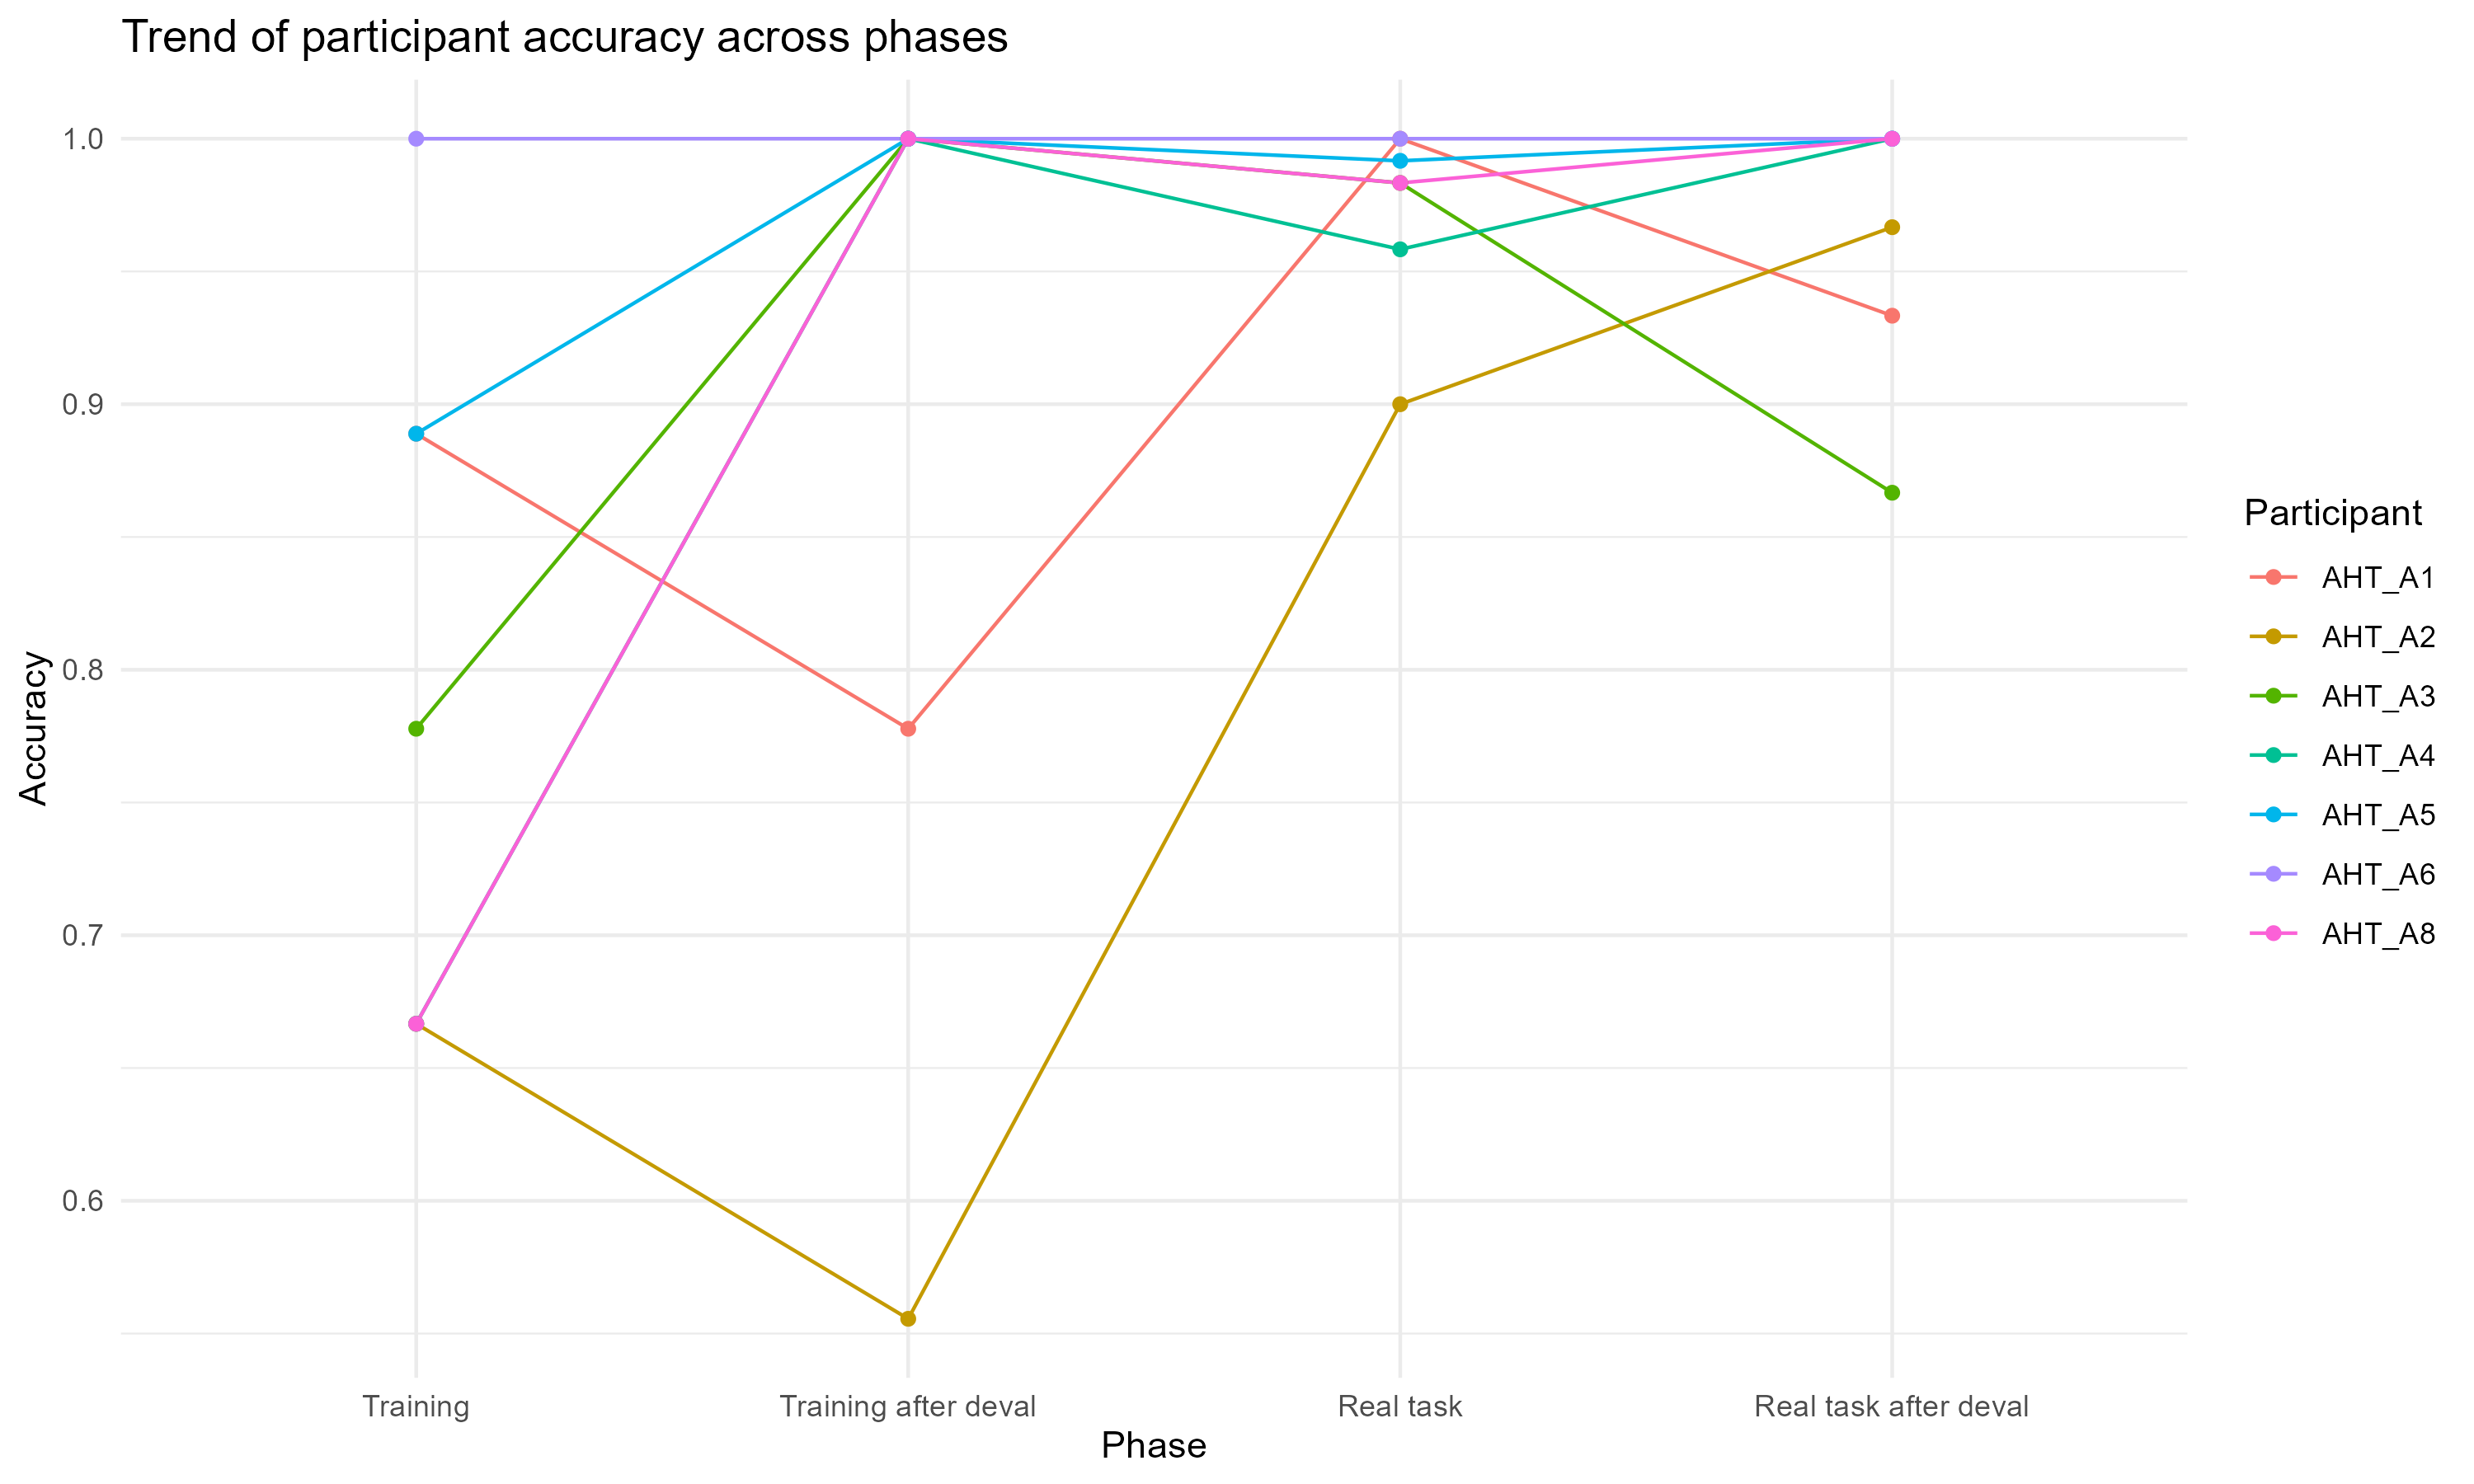 Trend of participant accuracy across phases
1.0
0.9
0.8
0.7
0.6
Accuracy
Training
Training after deval
Real task
Real task after deval
Phase
Participant
AHT_A1
AHT_A2
AHT_A3
AHT_A4
AHT_A5
AHT_A6
AHT_A8